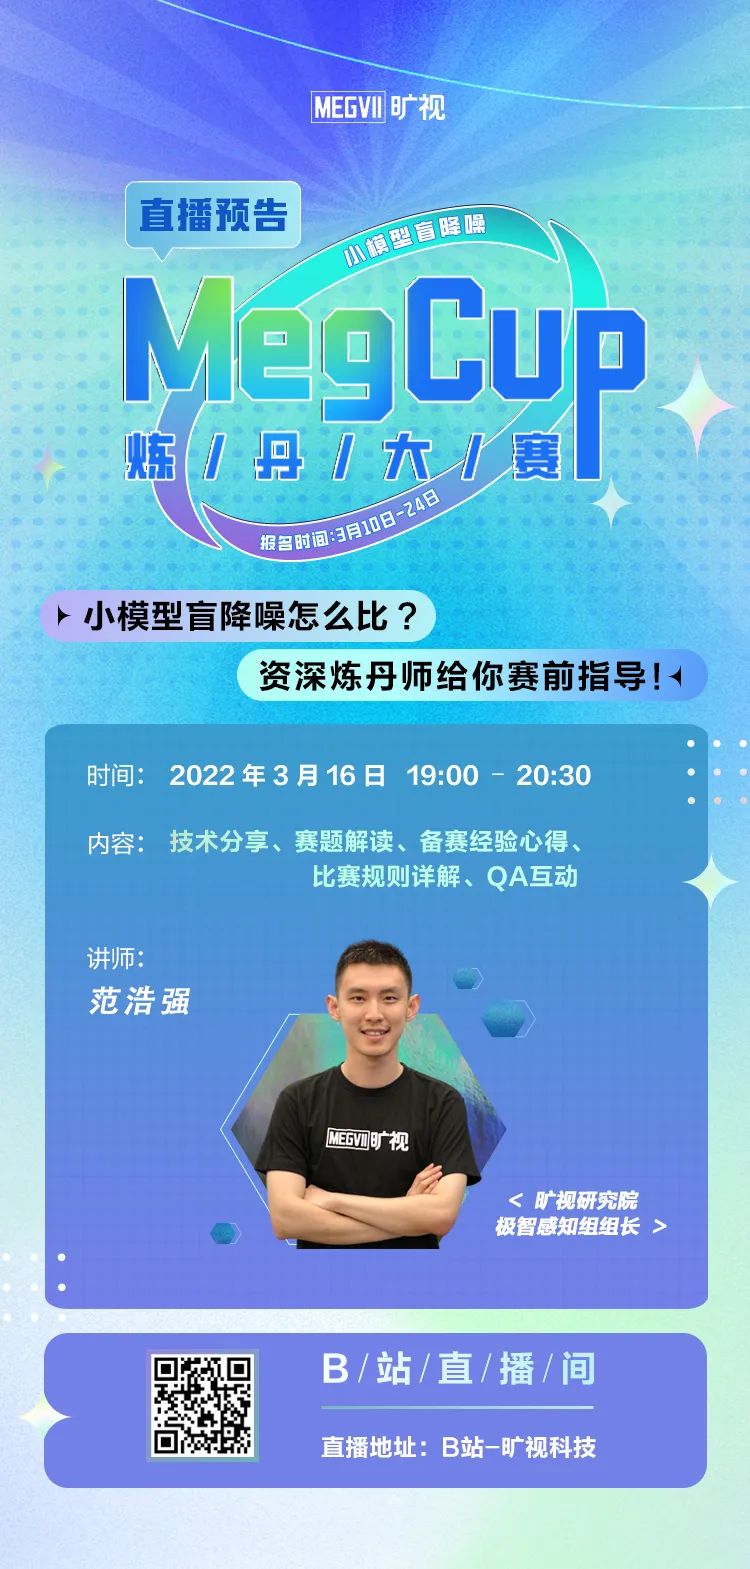 MEGVII 旷视
直播预告
小模型盲降噪
MegCup
炼/丹/大/赛
报名时间:3月10日-24日
小模型盲降噪怎么比？
资深炼丹师给你赛前指导!
时间： 2022 年 3 月 16 日 19:00 - 20:30
内容： 技术分享、赛题解读、备赛经验心得、
比赛规则详解、QA互动
讲师：
范浩强
MEGVII 旷视
< 旷视研究院
极智感知组组长 >
B/站/直/播/间
直播地址：B站-旷视科技